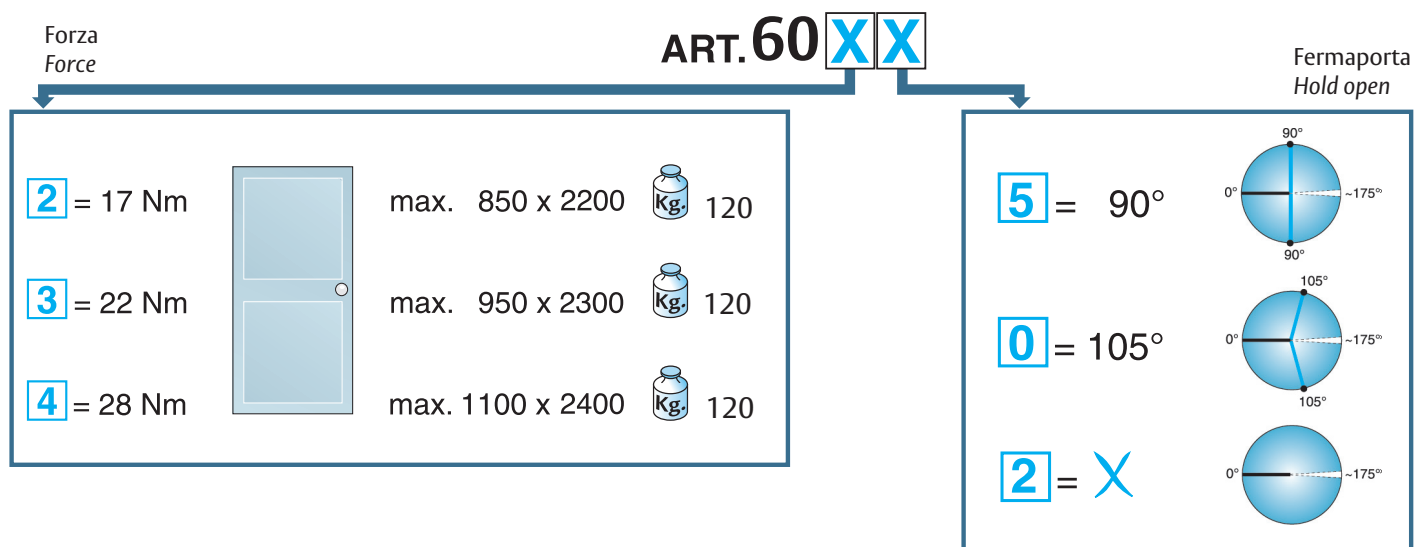 ART. 60 X X
Forza
Force
2 = 17 Nm max. 850 x 2200 Kg. 120
3 = 22 Nm max. 950 x 2300 Kg. 120
4 = 28 Nm max. 1100 x 2400 Kg. 120
Fermaporta
Hold open
5 = 90°
90°
0° ~175°
90°
0 = 105°
105°
0° ~175°
105°
2 = X
0° ~175°